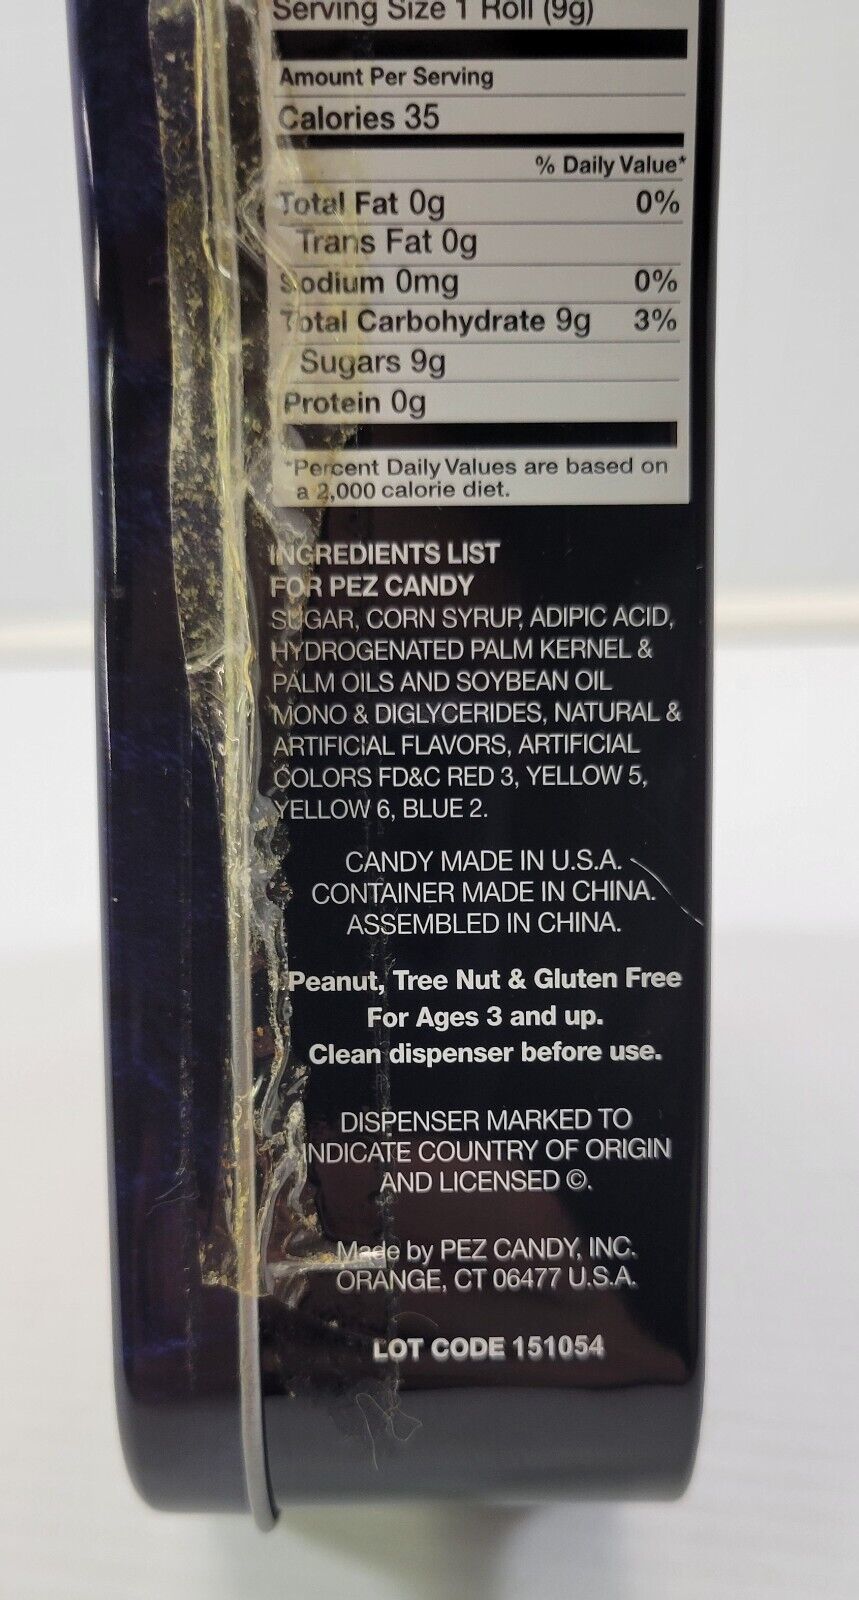 Serving Size 1 Roll (9g)
Amount Per Serving
Calories 35
% Daily Value*
Total Fat 0g 0%
Trans Fat 0g
Sodium 0mg 0%
Total Carbohydrate 9g 3%
Sugars 9g
Protein 0g
*Percent Daily Values are based on
a 2,000 calorie diet.
INGREDIENTS LIST
FOR PEZ CANDY
SUGAR, CORN SYRUP, ADIPIC ACID,
HYDROGENATED PALM KERNEL &
PALM OILS AND SOYBEAN OIL
MONO & DIGLYCERIDES, NATURAL &
ARTIFICIAL FLAVORS, ARTIFICIAL
COLORS FD&C RED 3, YELLOW 5,
YELLOW 6, BLUE 2.
CANDY MADE IN U.S.A.
CONTAINER MADE IN CHINA.
ASSEMBLED IN CHINA.
Peanut, Tree Nut & Gluten Free
For Ages 3 and up.
Clean dispenser before use.
DISPENSER MARKED TO
INDICATE COUNTRY OF ORIGIN
AND LICENSED ©.
Made by PEZ CANDY, INC.
ORANGE, CT 06477 U.S.A.
LOT CODE 151054